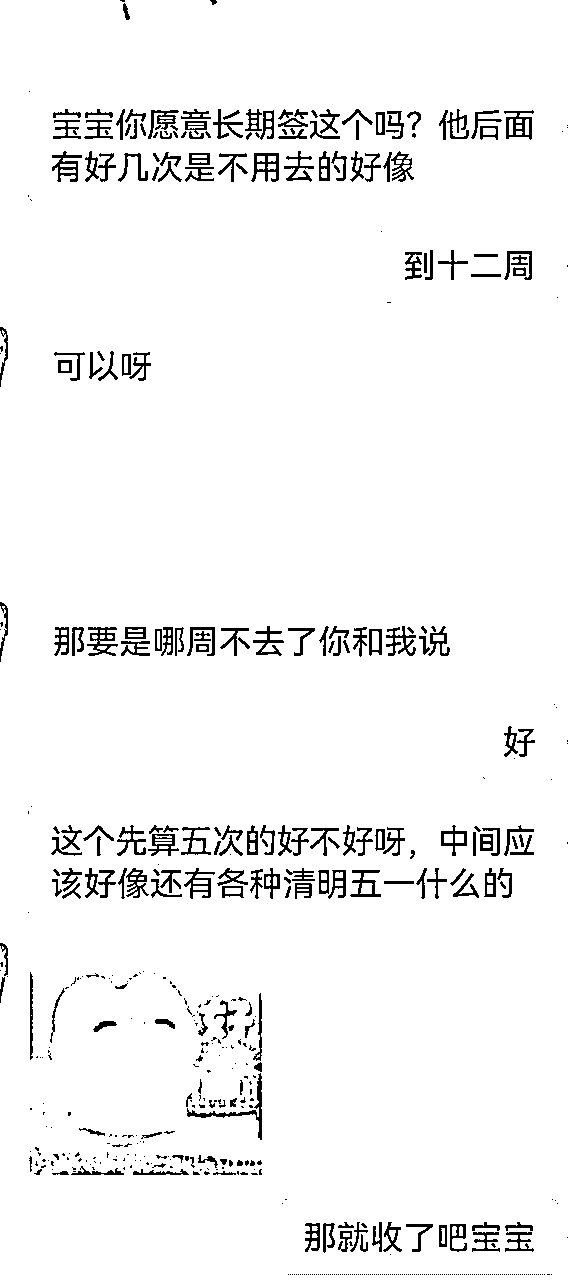 宝宝你愿意长期签这个吗？他后面
有好几次是不用去的好像
到十二周
可以呀
那要是哪周不去了你和我说
好
这个先算五次的好不好呀，中间应
该好像还有各种清明五一什么的
好
那就收了吧宝宝